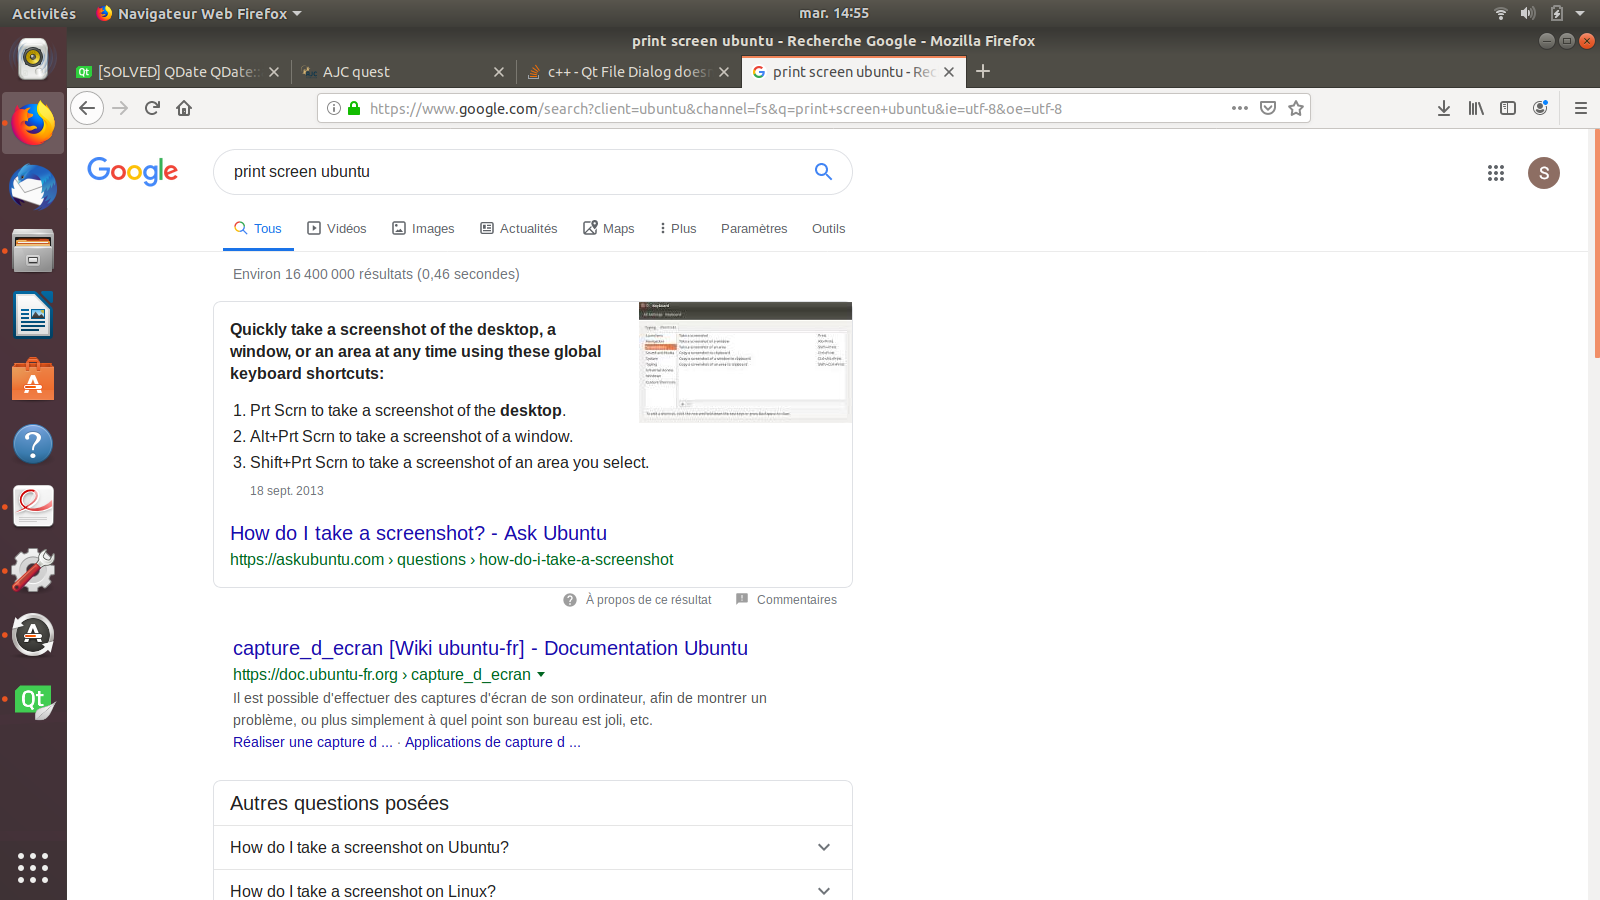 Activités
Navigateur Web Firefox
mar. 14:55
print screen ubuntu - Recherche Google - Mozilla Firefox
[SOLVED] QDate QDate::
AJC quest
c++ - Qt File Dialog does
print screen ubuntu - Rec
https://www.google.com/search?client=ubuntu&channel=fs&q=print+screen+ubuntu&ie=utf-8&oe=utf-8
Google
print screen ubuntu
S
Tous
Vidéos
Images
Actualités
Maps
Plus
Paramètres
Outils
Environ 16 400 000 résultats (0,46 secondes)
Quickly take a screenshot of the desktop, a
window, or an area at any time using these global
keyboard shortcuts:
1. Prt Scrn to take a screenshot of the desktop.
2. Alt+Prt Scrn to take a screenshot of a window.
3. Shift+Prt Scrn to take a screenshot of an area you select.
18 sept. 2013
How do I take a screenshot? - Ask Ubuntu
https://askubuntu.com › questions › how-do-i-take-a-screenshot
À propos de ce résultat
Commentaires
capture_d_ecran [Wiki ubuntu-fr] - Documentation Ubuntu
https://doc.ubuntu-fr.org › capture_d_ecran
Il est possible d'effectuer des captures d'écran de son ordinateur, afin de montrer un
problème, ou plus simplement à quel point son bureau est joli, etc.
Réaliser une capture d ... · Applications de capture d ...
Autres questions posées
How do I take a screenshot on Ubuntu?
How do I take a screenshot on Linux?
Qt